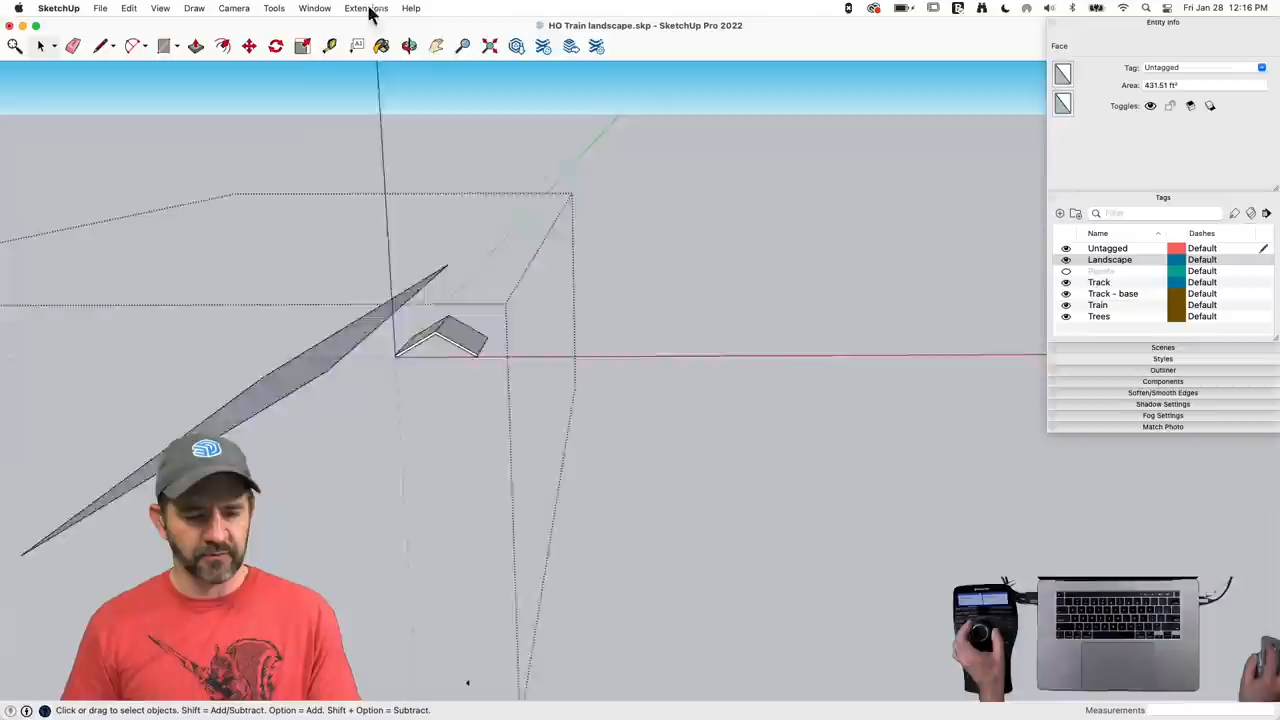 SketchUp File Edit View Draw Camera Tools Window Extensions Help Fri Jan 28 12:16 PM
HO Train landscape.skp - SketchUp Pro 2022
Entity Info
Face
Tag: Untagged
Area: 431.51 ft²
Toggles:
Tags
Filter
Name Dashes
Untagged Default
Landscape Default
Default
Track Default
Track - base Default
Train Default
Trees Default
Scenes
Styles
Outliner
Components
Soften/Smooth Edges
Shadow Settings
Fog Settings
Match Photo
Click or drag to select objects. Shift = Add/Subtract. Option = Add. Shift + Option = Subtract.
Measurements